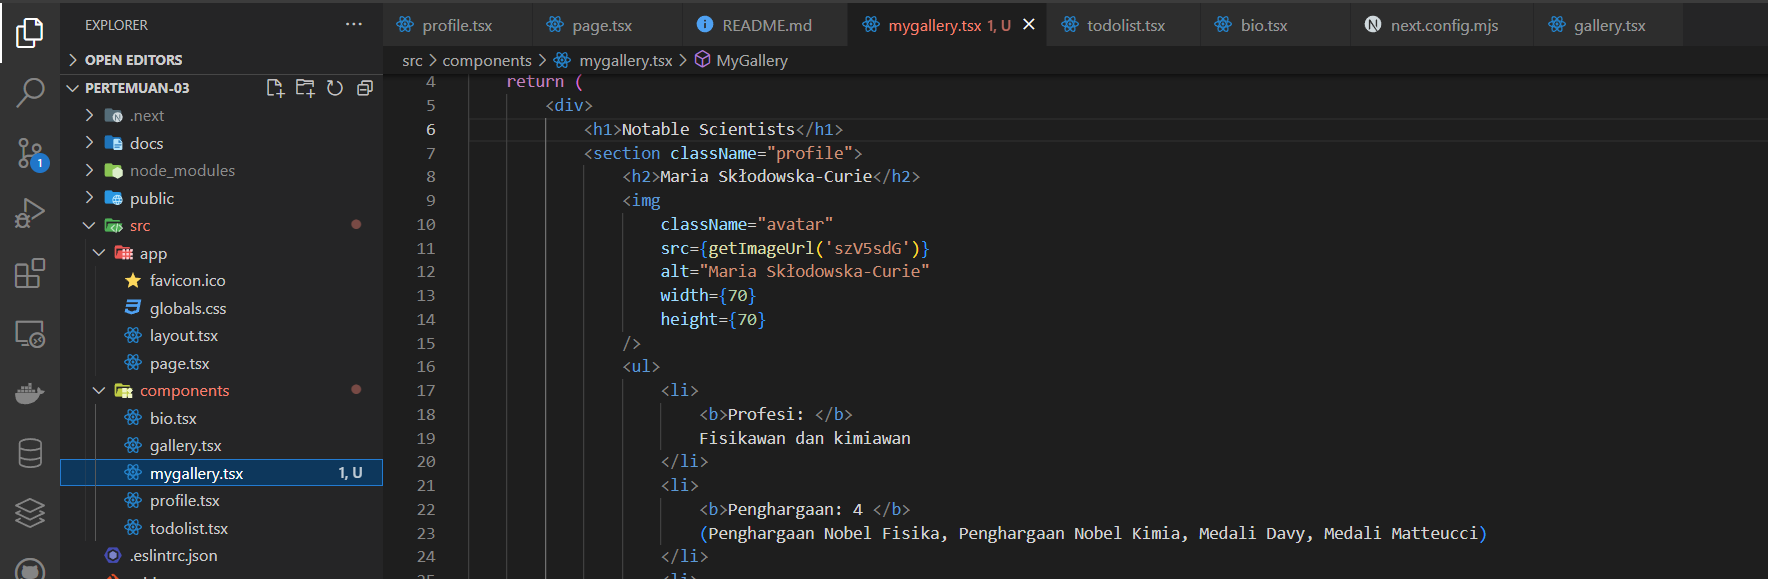 EXPLORER ···
OPEN EDITORS
PERTEMUAN-03
.next
docs
node_modules
public
src
app
favicon.ico
globals.css
layout.tsx
page.tsx
components
bio.tsx
gallery.tsx
mygallery.tsx 1, U
profile.tsx
todolist.tsx
.eslintrc.json
1
profile.tsx page.tsx README.md mygallery.tsx 1, U todolist.tsx bio.tsx next.config.mjs gallery.tsx
src > components > mygallery.tsx > MyGallery
4 return (
5 <div>
6 <h1>Notable Scientists</h1>
7 <section className="profile">
8 <h2>Maria Skłodowska-Curie</h2>
9 <img
10 className="avatar"
11 src={getImageUrl('szV5sdG')}
12 alt="Maria Skłodowska-Curie"
13 width={70}
14 height={70}
15 />
16 <ul>
17 <li>
18 <b>Profesi: </b>
19 Fisikawan dan kimiawan
20 </li>
21 <li>
22 <b>Penghargaan: 4 </b>
23 (Penghargaan Nobel Fisika, Penghargaan Nobel Kimia, Medali Davy, Medali Matteucci)
24 </li>
25 <li>